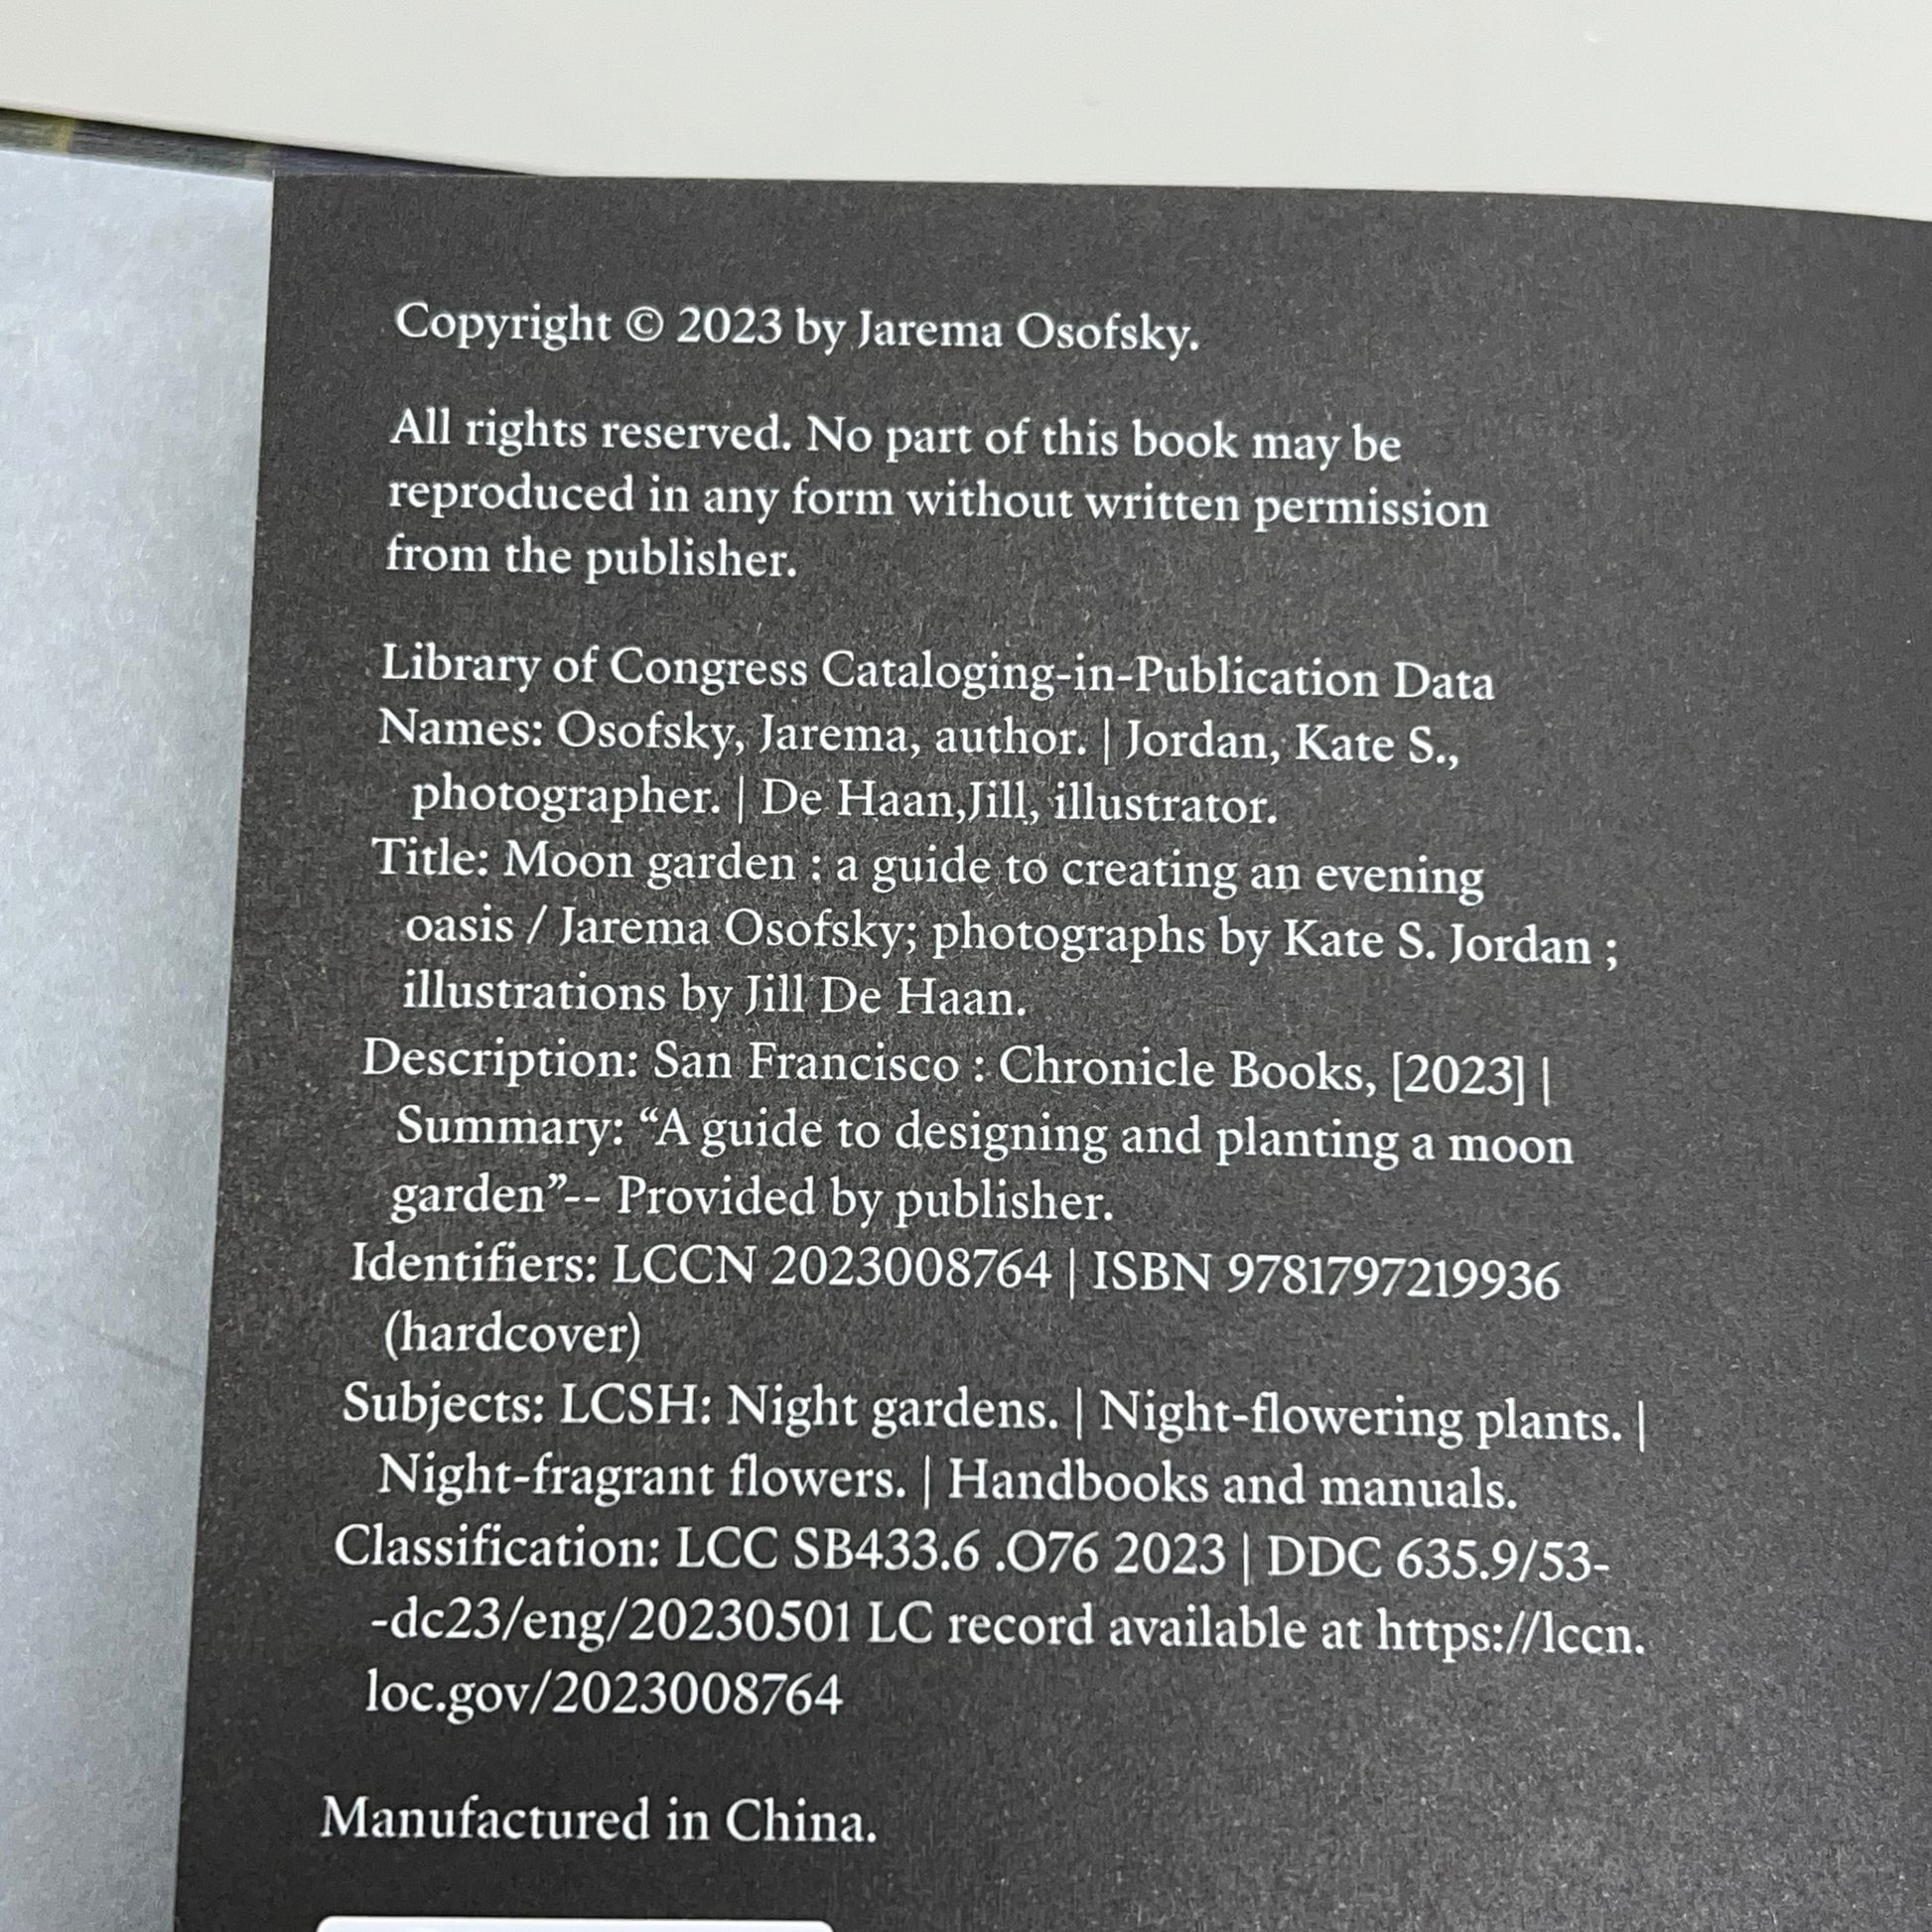 Copyright © 2023 by Jarema Osofsky.
All rights reserved. No part of this book may be
reproduced in any form without written permission
from the publisher.
Library of Congress Cataloging-in-Publication Data
Names: Osofsky, Jarema, author. | Jordan, Kate S.,
photographer. | De Haan,Jill, illustrator.
Title: Moon garden : a guide to creating an evening
oasis / Jarema Osofsky; photographs by Kate S. Jordan ;
illustrations by Jill De Haan.
Description: San Francisco : Chronicle Books, [2023] |
Summary: “A guide to designing and planting a moon
garden”-- Provided by publisher.
Identifiers: LCCN 2023008764 | ISBN 9781797219936
(hardcover)
Subjects: LCSH: Night gardens. | Night-flowering plants. |
Night-fragrant flowers. | Handbooks and manuals.
Classification: LCC SB433.6 .O76 2023 | DDC 635.9/53-
-dc23/eng/20230501 LC record available at https://lccn.
loc.gov/2023008764
Manufactured in China.